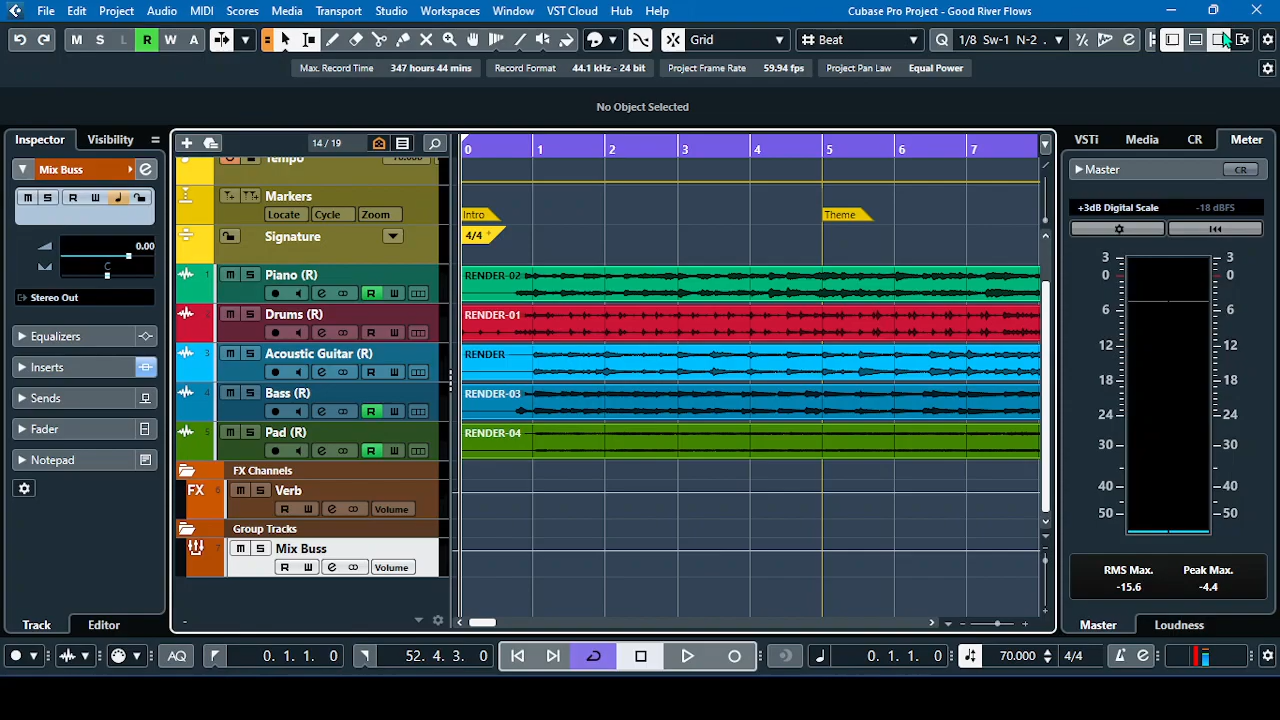 File Edit Project Audio MIDI Scores Media Transport Studio Workspaces Window VST Cloud Hub Help Cubase Pro Project - Good River Flows
M S L R W A Grid Beat Q 1/8 Sw-1 N-2 ..
Max. Record Time 347 hours 44 mins Record Format 44.1 kHz - 24 bit Project Frame Rate 59.94 fps Project Pan Law Equal Power
No Object Selected
Inspector Visibility
14 / 19
0 1 2 3 4 5 6 7
VSTi Media CR Meter
Mix Buss
Tempo
Master CR
M S R W
Markers
Locate Cycle Zoom
Intro Theme
+3dB Digital Scale -18 dBFS
Signature
4/4
0.00
C
Stereo Out
1 Piano (R) M S
R W
RENDER-02
Drums (R) M S
R W
RENDER-01
3 Acoustic Guitar (R) M S
R W
RENDER
4 Bass (R) M S
R W
RENDER-03
5 Pad (R) M S
R W
RENDER-04
FX Channels
FX 6 M S Verb
R W Volume
Group Tracks
7 M S Mix Buss
R W Volume
Equalizers
Inserts
Sends
Fader
Notepad
3 3
0 0
6 6
12 12
18 18
24 24
30 30
40 40
50 50
RMS Max. Peak Max.
-15.6 -4.4
Track Editor
Master Loudness
AQ 0. 1. 1. 0 52. 4. 3. 0 0. 1. 1. 0 70.000 4/4